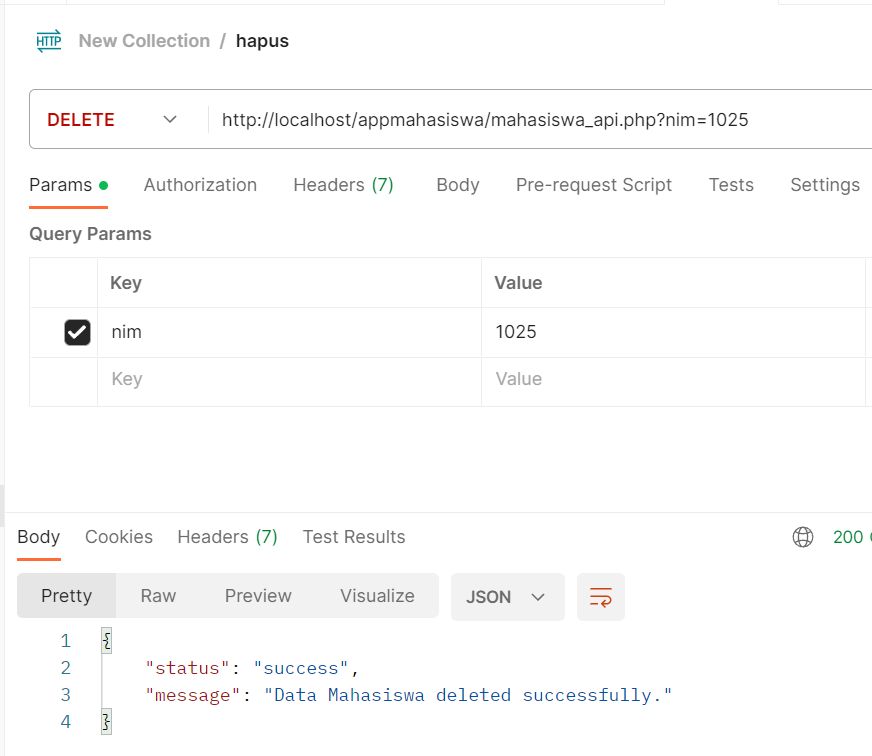 HTTP New Collection / hapus
DELETE http://localhost/appmahasiswa/mahasiswa_api.php?nim=1025
Params Authorization Headers (7) Body Pre-request Script Tests Settings
Query Params
Key Value
nim 1025
Key Value
Body Cookies Headers (7) Test Results 200
Pretty Raw Preview Visualize JSON
1 {
2 "status": "success",
3 "message": "Data Mahasiswa deleted successfully."
4 }